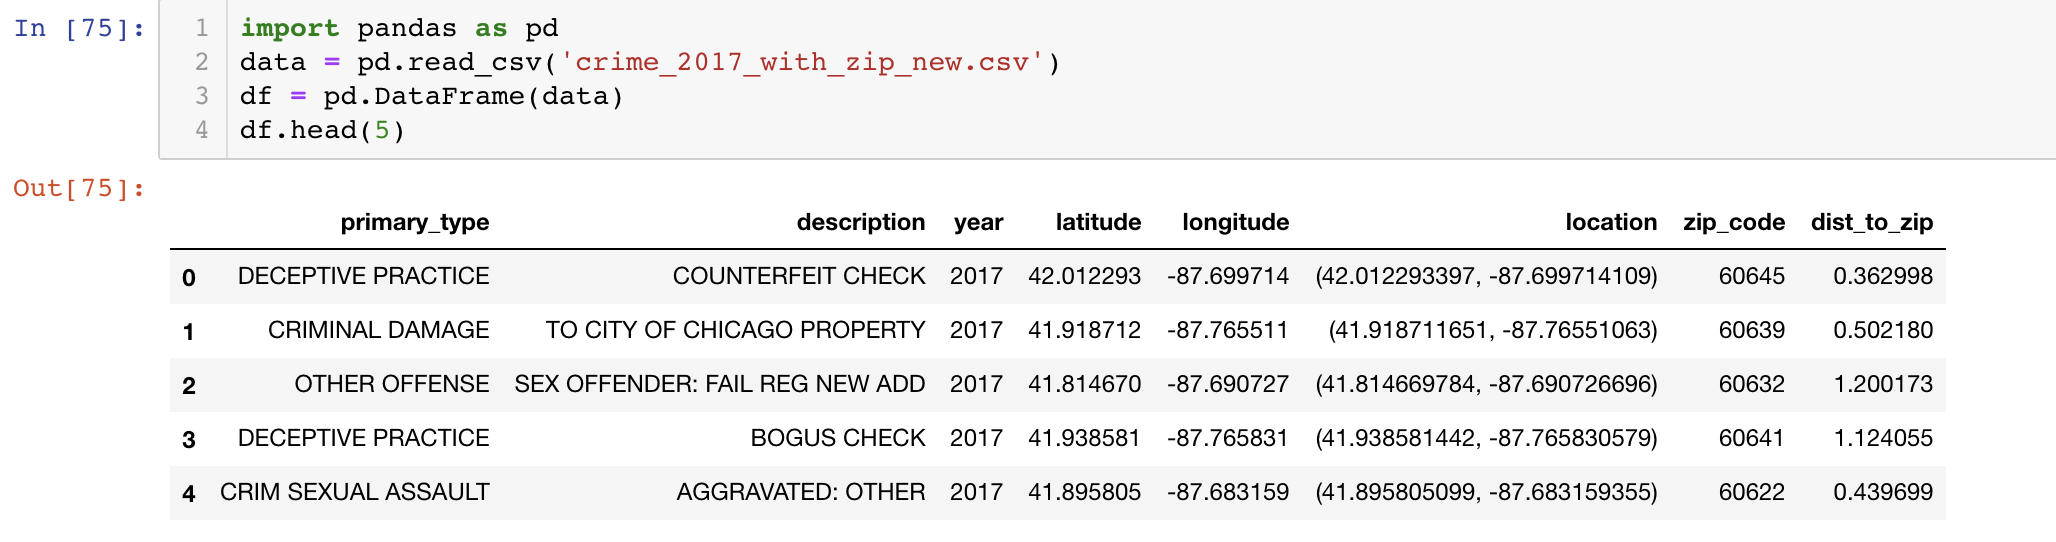 In [75]:
1 import pandas as pd
2 data = pd.read_csv('crime_2017_with_zip_new.csv')
3 df = pd.DataFrame(data)
4 df.head(5)
Out[75]:
primary_type description year latitude longitude location zip_code dist_to_zip
0 DECEPTIVE PRACTICE COUNTERFEIT CHECK 2017 42.012293 -87.699714 (42.012293397, -87.699714109) 60645 0.362998
1 CRIMINAL DAMAGE TO CITY OF CHICAGO PROPERTY 2017 41.918712 -87.765511 (41.918711651, -87.76551063) 60639 0.502180
2 OTHER OFFENSE SEX OFFENDER: FAIL REG NEW ADD 2017 41.814670 -87.690727 (41.814669784, -87.690726696) 60632 1.200173
3 DECEPTIVE PRACTICE BOGUS CHECK 2017 41.938581 -87.765831 (41.938581442, -87.765830579) 60641 1.124055
4 CRIM SEXUAL ASSAULT AGGRAVATED: OTHER 2017 41.895805 -87.683159 (41.895805099, -87.683159355) 60622 0.439699